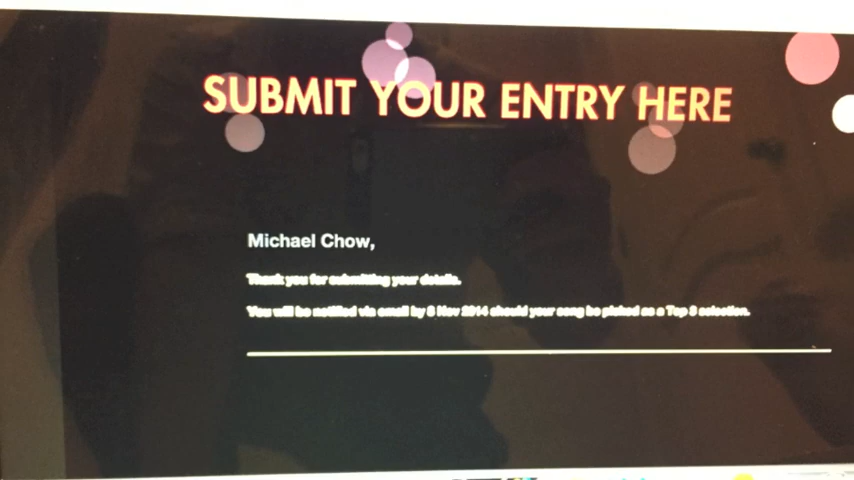 SUBMIT YOUR ENTRY HERE
Michael Chow,
Thank you for submitting your details.
You will be notified via email by Nov 2014 should your song be picked as a Top selection.